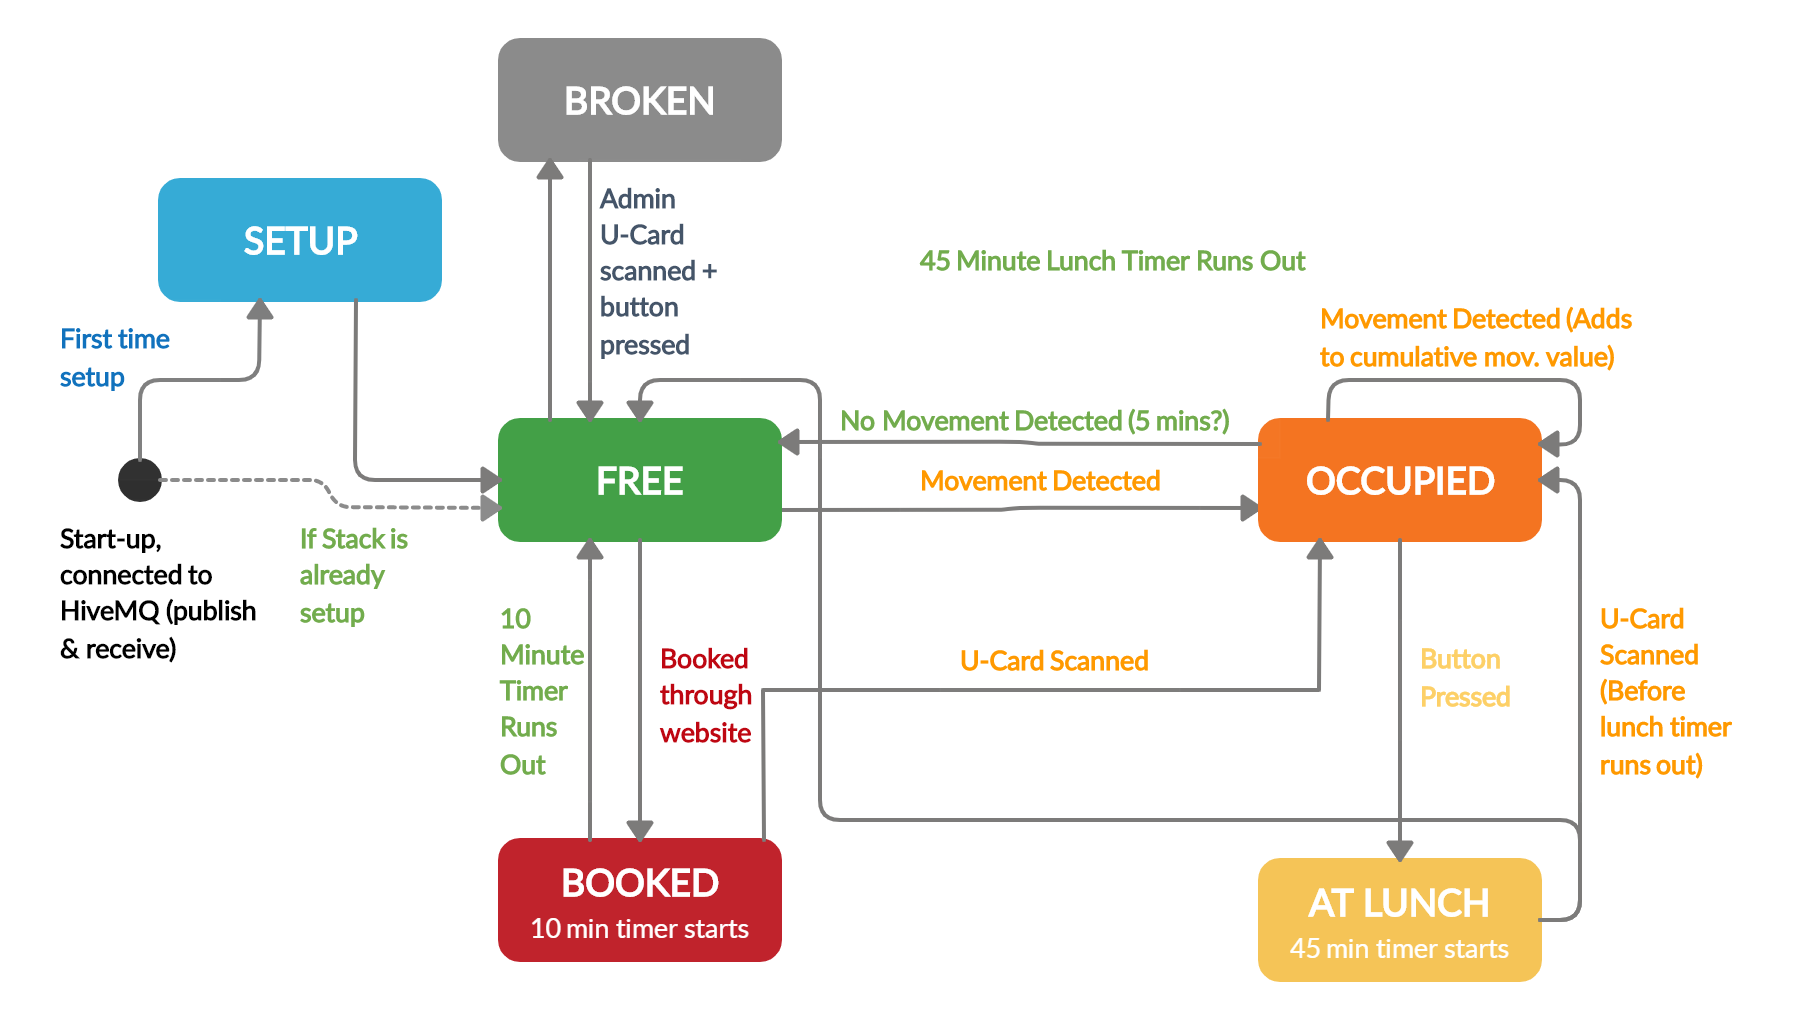 BROKEN
Admin
U-Card
scanned +
button
pressed
SETUP
45 Minute Lunch Timer Runs Out
First time
setup
Movement Detected (Adds
to cumulative mov. value)
No Movement Detected (5 mins?)
FREE
Movement Detected
OCCUPIED
Start-up,
connected to
HiveMQ (publish
& receive)
If Stack is
already
setup
10
Minute
Timer
Runs
Out
Booked
through
website
U-Card Scanned
Button
Pressed
U-Card
Scanned
(Before
lunch timer
runs out)
BOOKED
10 min timer starts
AT LUNCH
45 min timer starts